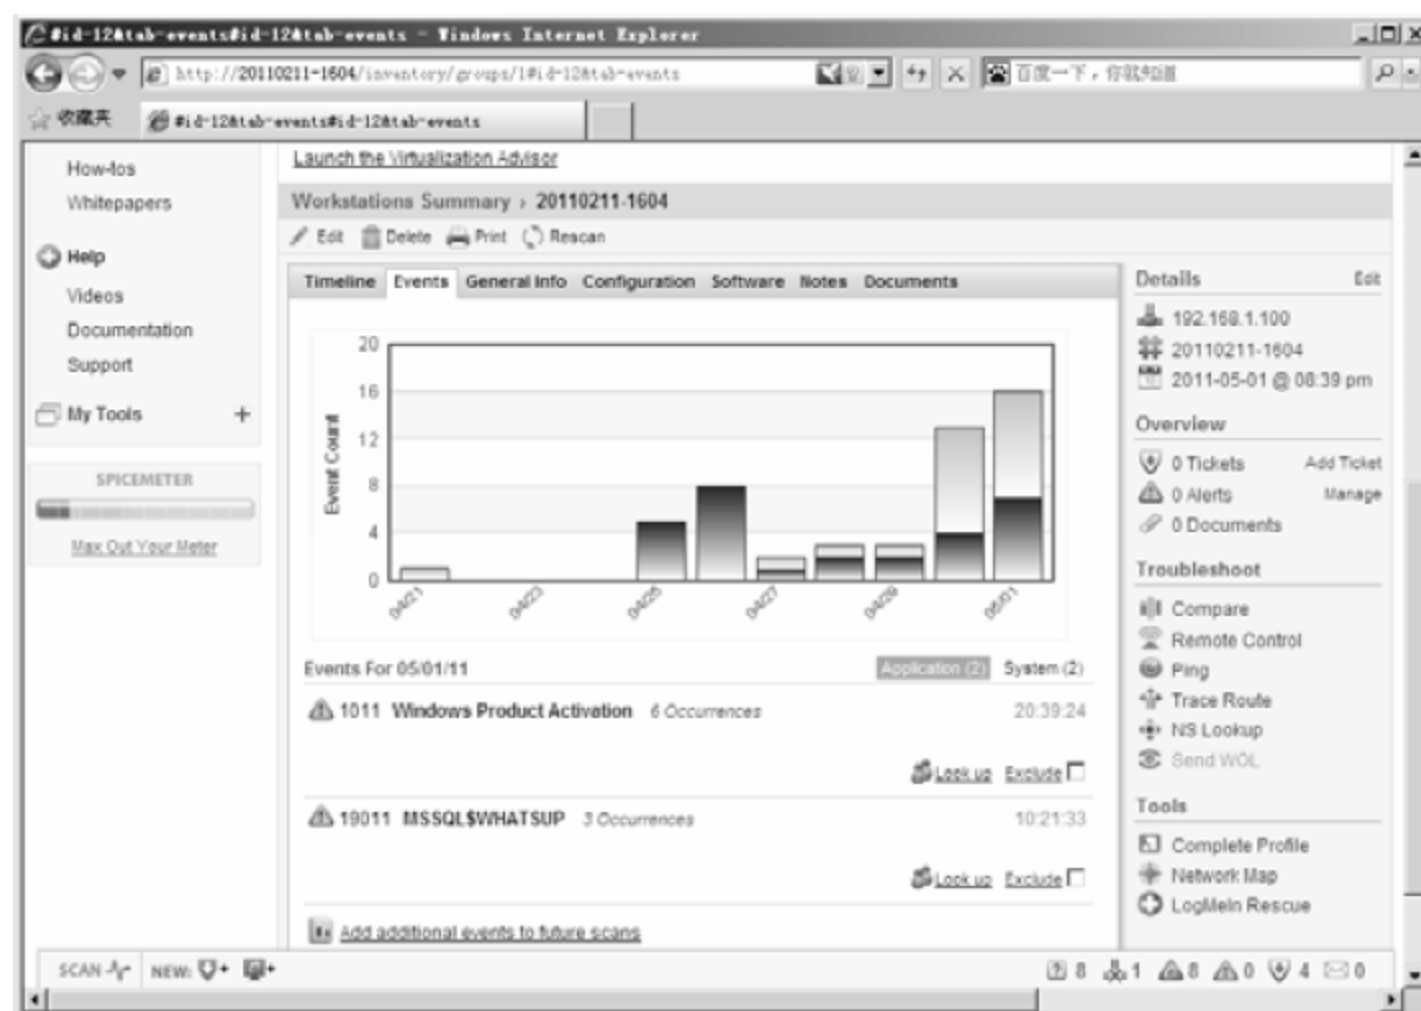 #id-12&tab-events#id-12&tab-events - Windows Internet Explorer
http://20110211-1604/inventory/groups/1#id-12&tab-events
百度一下，你就知道
收藏夹
#id-12&tab-events#id-12&tab-events
How-tos
Whitepapers
Help
Videos
Documentation
Support
My Tools +
SPICEMETER
Max Out Your Meter
Launch the Virtualization Advisor
Workstations Summary › 20110211-1604
Edit Delete Print Rescan
Timeline Events General Info Configuration Software Notes Documents
Event Count
20
16
12
8
4
0
04/21 04/23 04/25 04/27 04/29 05/01
Events For 05/01/11 Application (2) System (2)
1011 Windows Product Activation 6 Occurrences 20:39:24
Look up Exclude
19011 MSSQL$WHATSUP 3 Occurrences 10:21:33
Look up Exclude
Add additional events to future scans
Details Edit
192.168.1.100
20110211-1604
2011-05-01 @ 08:39 pm
Overview
0 Tickets Add Ticket
0 Alerts Manage
0 Documents
Troubleshoot
Compare
Remote Control
Ping
Trace Route
NS Lookup
Send WOL
Tools
Complete Profile
Network Map
LogMeIn Rescue
SCAN NEW: + +
8 1 8 0 4 0